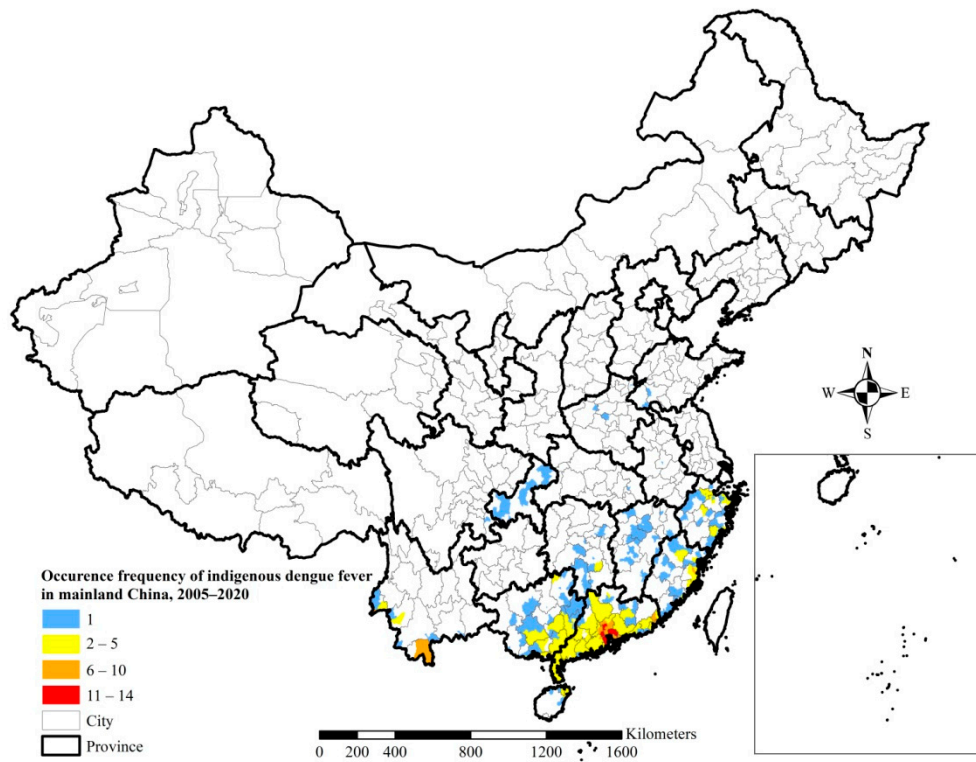 N
W
E
S
Occurence frequency of indigenous dengue fever
in mainland China, 2005–2020
1
2 – 5
6 – 10
11 – 14
City
Province
Kilometers
0 200 400 800 1200 1600